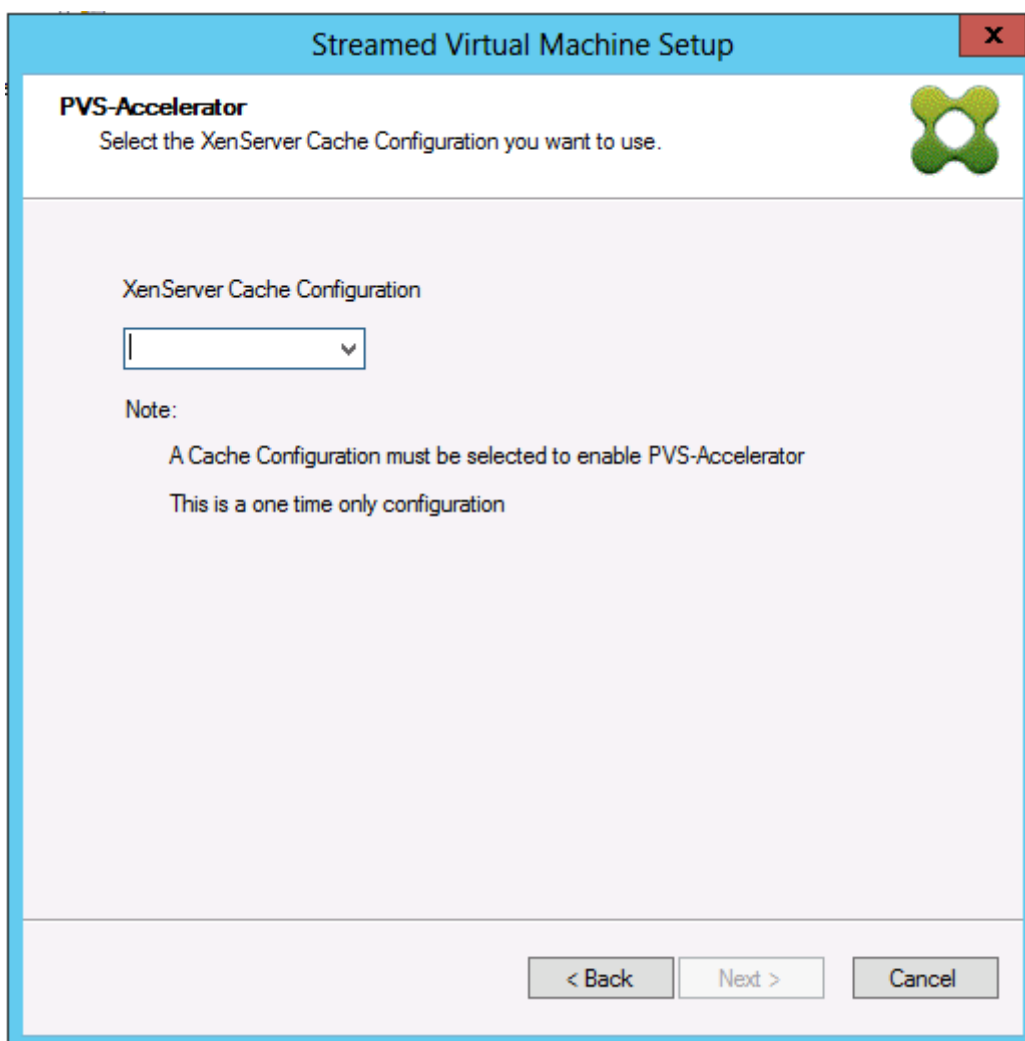 Streamed Virtual Machine Setup
X
PVS-Accelerator
Select the XenServer Cache Configuration you want to use.
XenServer Cache Configuration
Note:
A Cache Configuration must be selected to enable PVS-Accelerator
This is a one time only configuration
< Back
Next >
Cancel